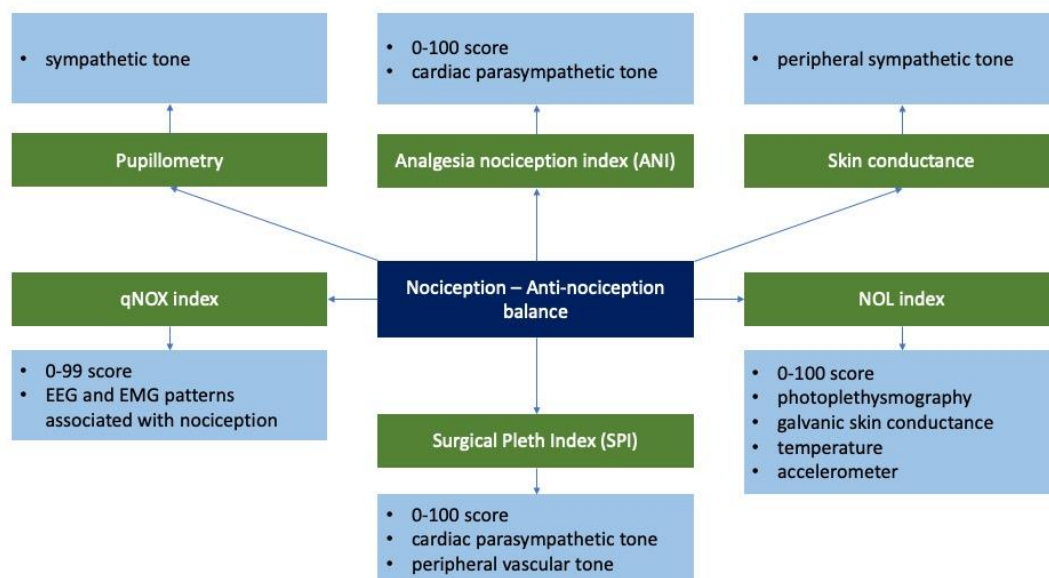 • sympathetic tone
• 0-100 score
• cardiac parasympathetic tone
• peripheral sympathetic tone
Pupillometry
Analgesia nociception index (ANI)
Skin conductance
qNOX index
Nociception – Anti-nociception
balance
NOL index
• 0-99 score
• EEG and EMG patterns
associated with nociception
• 0-100 score
• photoplethysmography
• galvanic skin conductance
• temperature
• accelerometer
Surgical Pleth Index (SPI)
• 0-100 score
• cardiac parasympathetic tone
• peripheral vascular tone